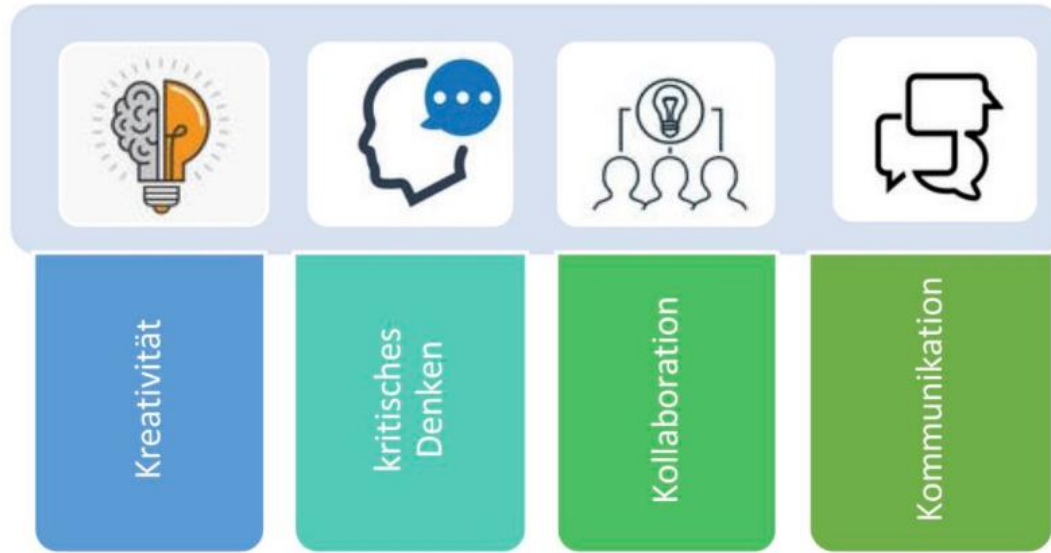 Kreativität
kritisches
Denken
Kollaboration
Kommunikation